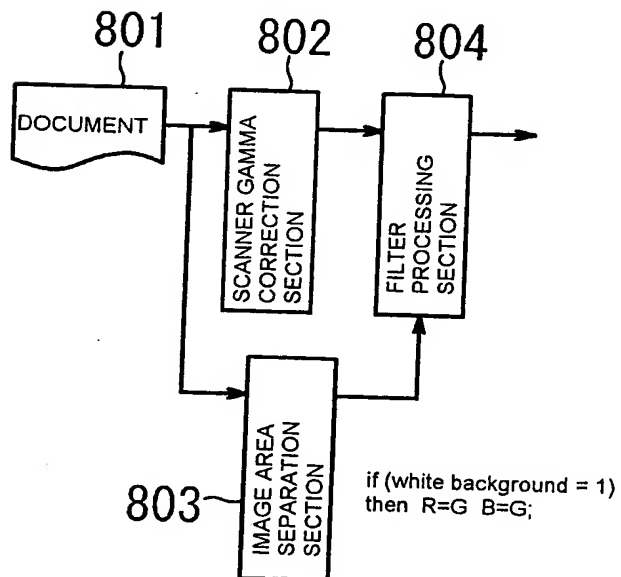 801
802
804
DOCUMENT
SCANNER GAMMA
CORRECTION
SECTION
FILTER
PROCESSING
SECTION
803
IMAGE AREA
SEPARATION
SECTION
if (white background = 1)
then R=G B=G;